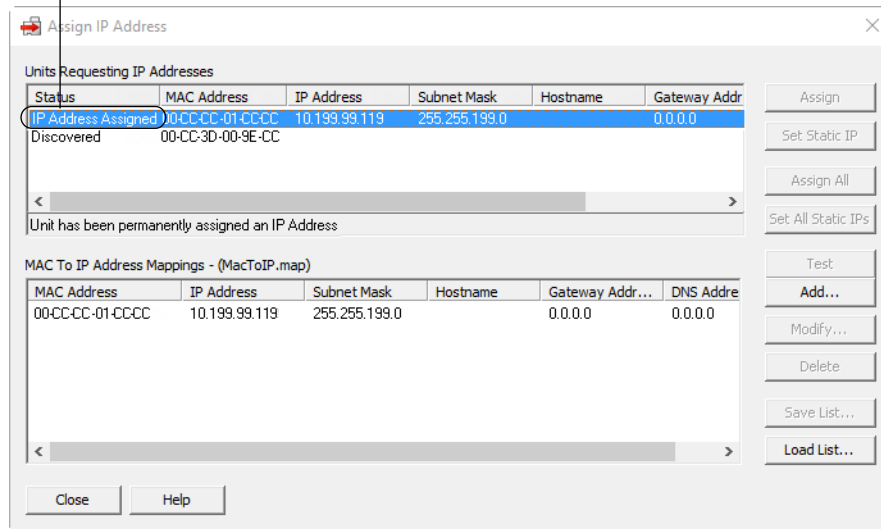 Assign IP Address
Units Requesting IP Addresses
Status MAC Address IP Address Subnet Mask Hostname Gateway Addr
IP Address Assigned 00-CC-CC-01-CC-CC 10.199.99.119 255.255.199.0 0.0.0.0
Discovered 00-CC-3D-00-9E-CC
Unit has been permanently assigned an IP Address
Assign
Set Static IP
Assign All
Set All Static IPs
MAC To IP Address Mappings - (MacToIP.map)
MAC Address IP Address Subnet Mask Hostname Gateway Addr... DNS Addre
00-CC-CC-01-CC-CC 10.199.99.119 255.255.199.0 0.0.0.0 0.0.0.0
Test
Add...
Modify...
Delete
Save List...
Load List...
Close Help